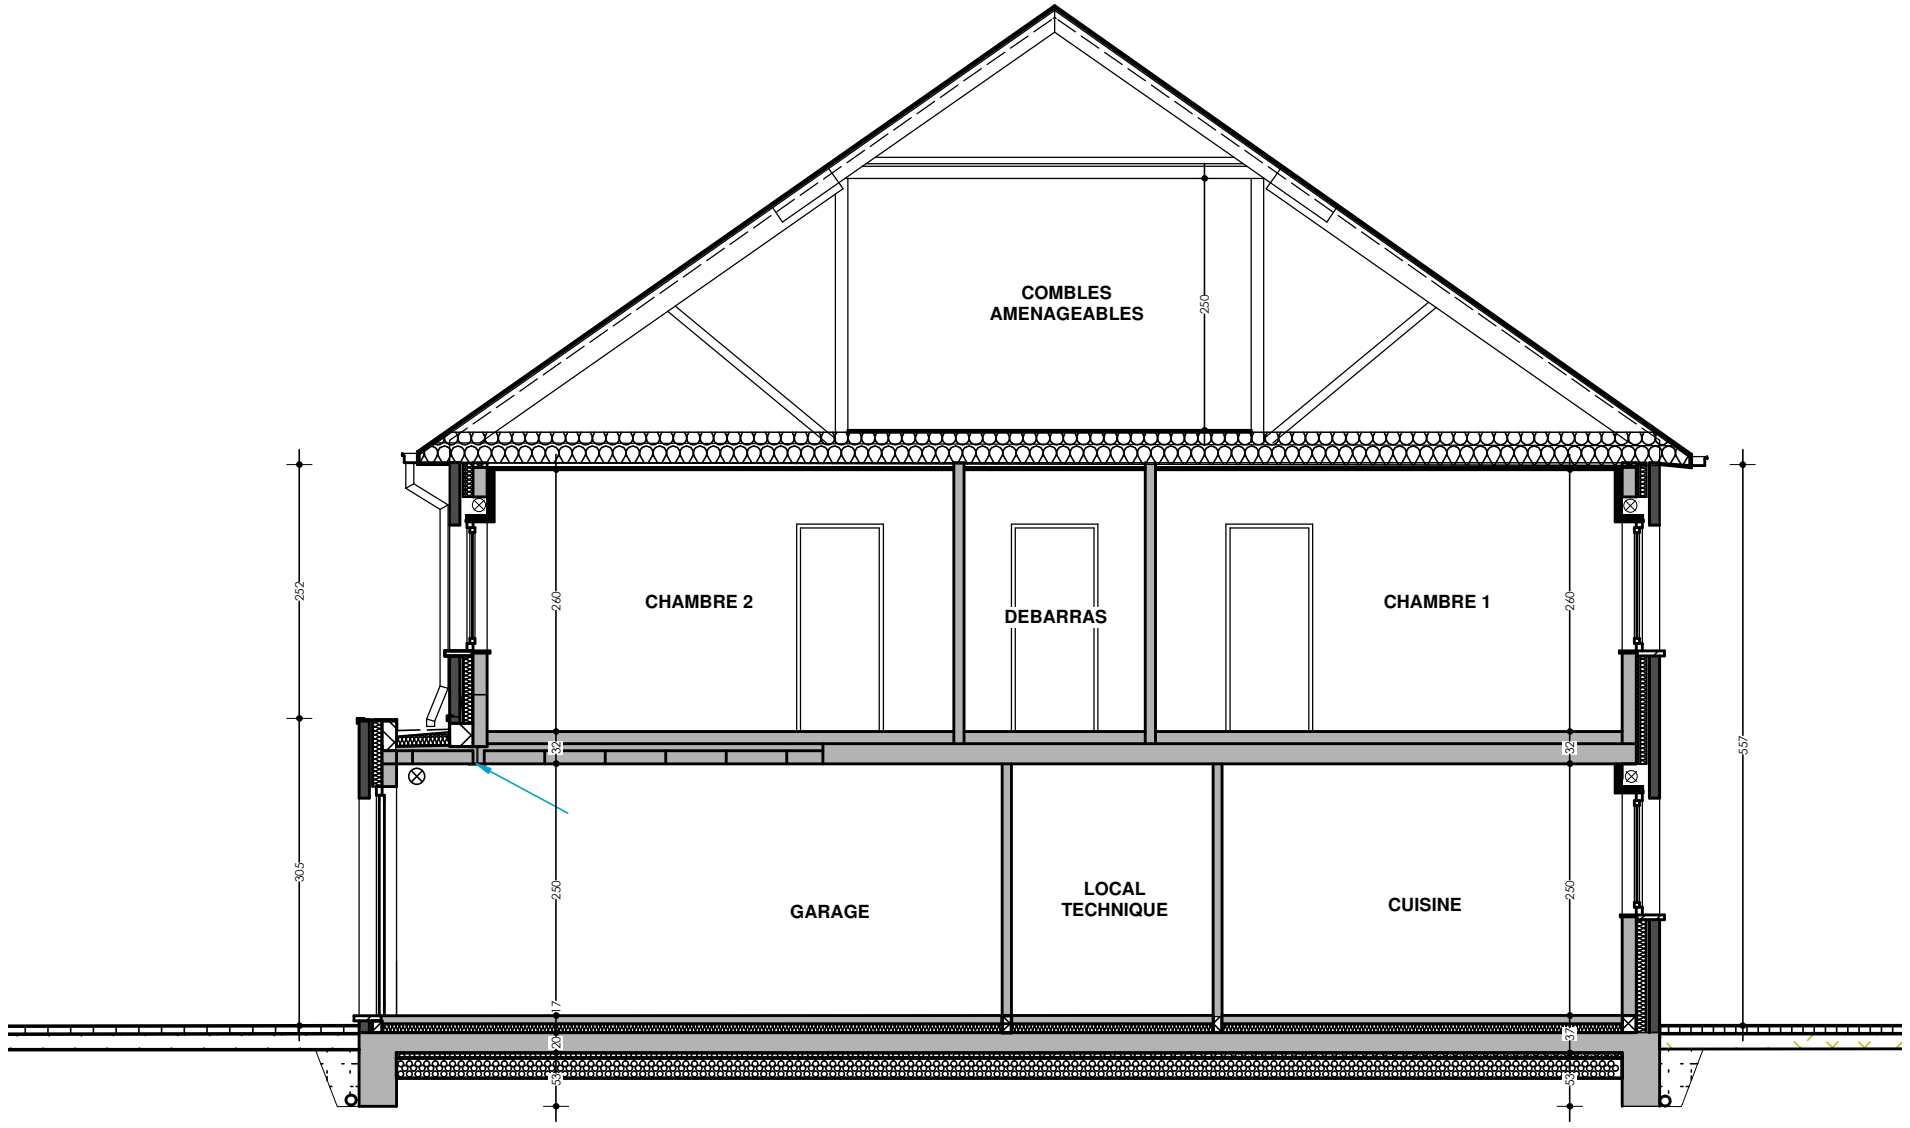 COMBLES
AMENAGEABLES
250
252
260
CHAMBRE 2
DEBARRAS
CHAMBRE 1
260
32
32
557
305
250
GARAGE
LOCAL
TECHNIQUE
CUISINE
250
17
20
37
53
53